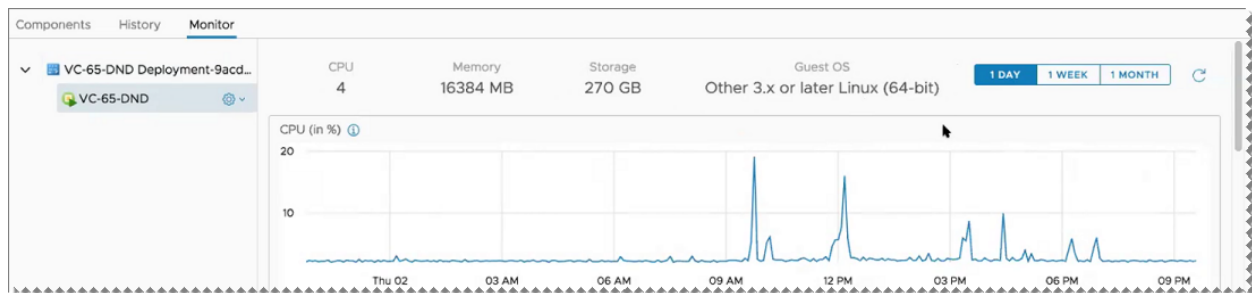 Components History Monitor
VC-65-DND Deployment-9acd...
VC-65-DND
CPU Memory Storage Guest OS
4 16384 MB 270 GB Other 3.x or later Linux (64-bit)
1 DAY 1 WEEK 1 MONTH
CPU (in %)
20
10
Thu 02 03 AM 06 AM 09 AM 12 PM 03 PM 06 PM 09 PM